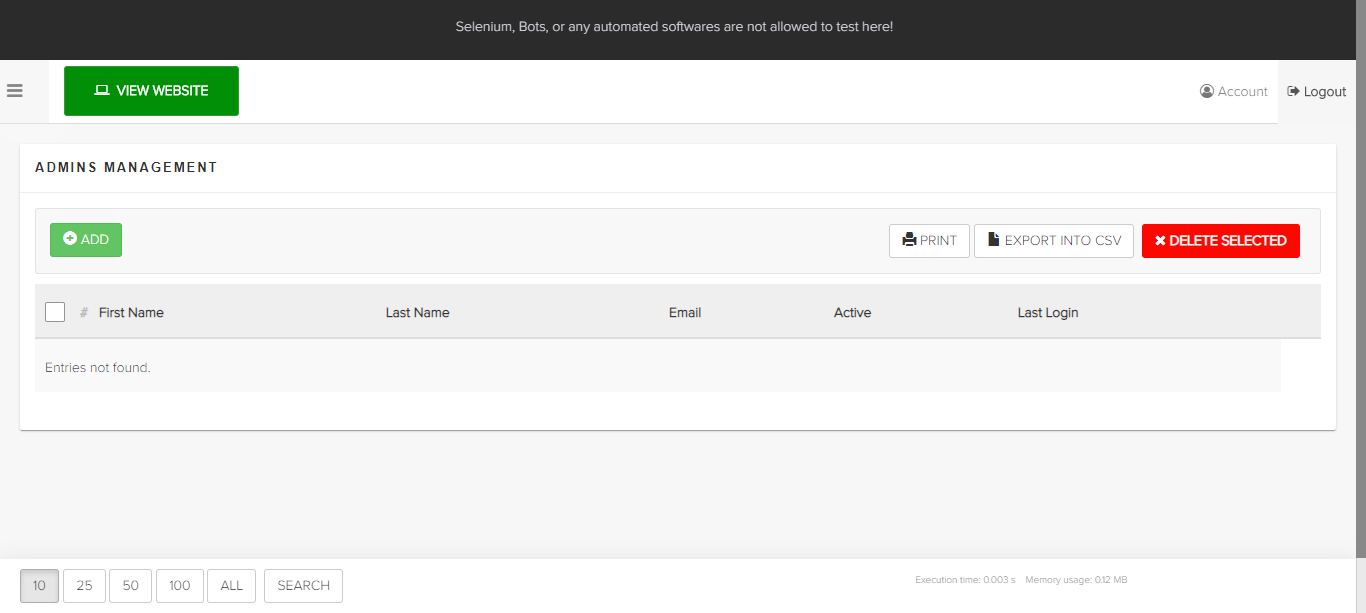 Selenium, Bots, or any automated softwares are not allowed to test here!
VIEW WEBSITE
Account
Logout
ADMINS MANAGEMENT
ADD
PRINT
EXPORT INTO CSV
DELETE SELECTED
# First Name Last Name Email Active Last Login
Entries not found.
10 25 50 100 ALL SEARCH
Execution time: 0.003 s Memory usage: 0.12 MB